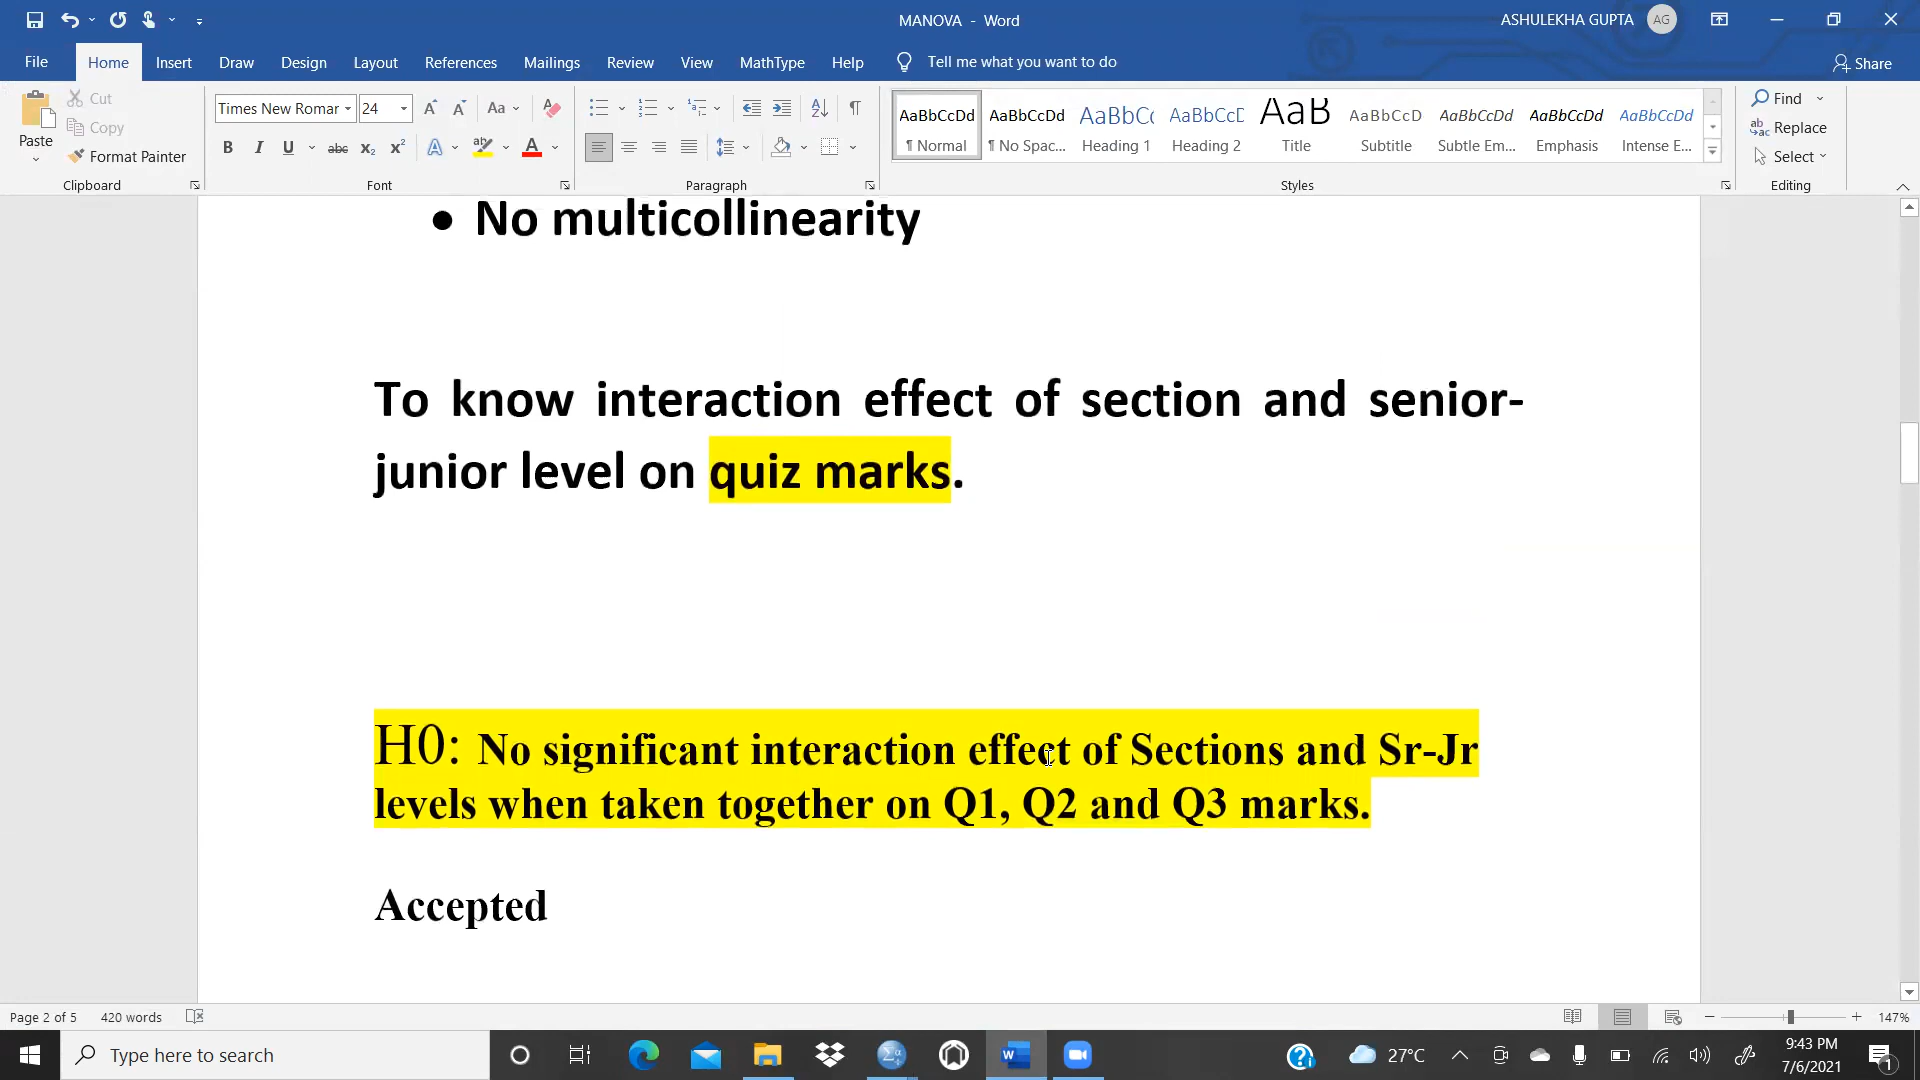 MANOVA - Word
ASHULEKHA GUPTA AG
File Home Insert Draw Design Layout References Mailings Review View MathType Help Tell me what you want to do Share
Paste
Cut
Copy
Format Painter
Clipboard
Times New Romar 24
Font
Paragraph
AaBbCcDd AaBbCcDd AaBbCc AaBbCcD AaB AaBbCcD AaBbCcDd AaBbCcDd AaBbCcDd
¶ Normal ¶ No Spac... Heading 1 Heading 2 Title Subtitle Subtle Em... Emphasis Intense E...
Styles
Find
Replace
Select
Editing
• No multicollinearity
To know interaction effect of section and senior-
junior level on quiz marks.
H0: No significant interaction effect of Sections and Sr-Jr
levels when taken together on Q1, Q2 and Q3 marks.
Accepted
Page 2 of 5 420 words 147%
Type here to search
27°C
9:43 PM
7/6/2021
1